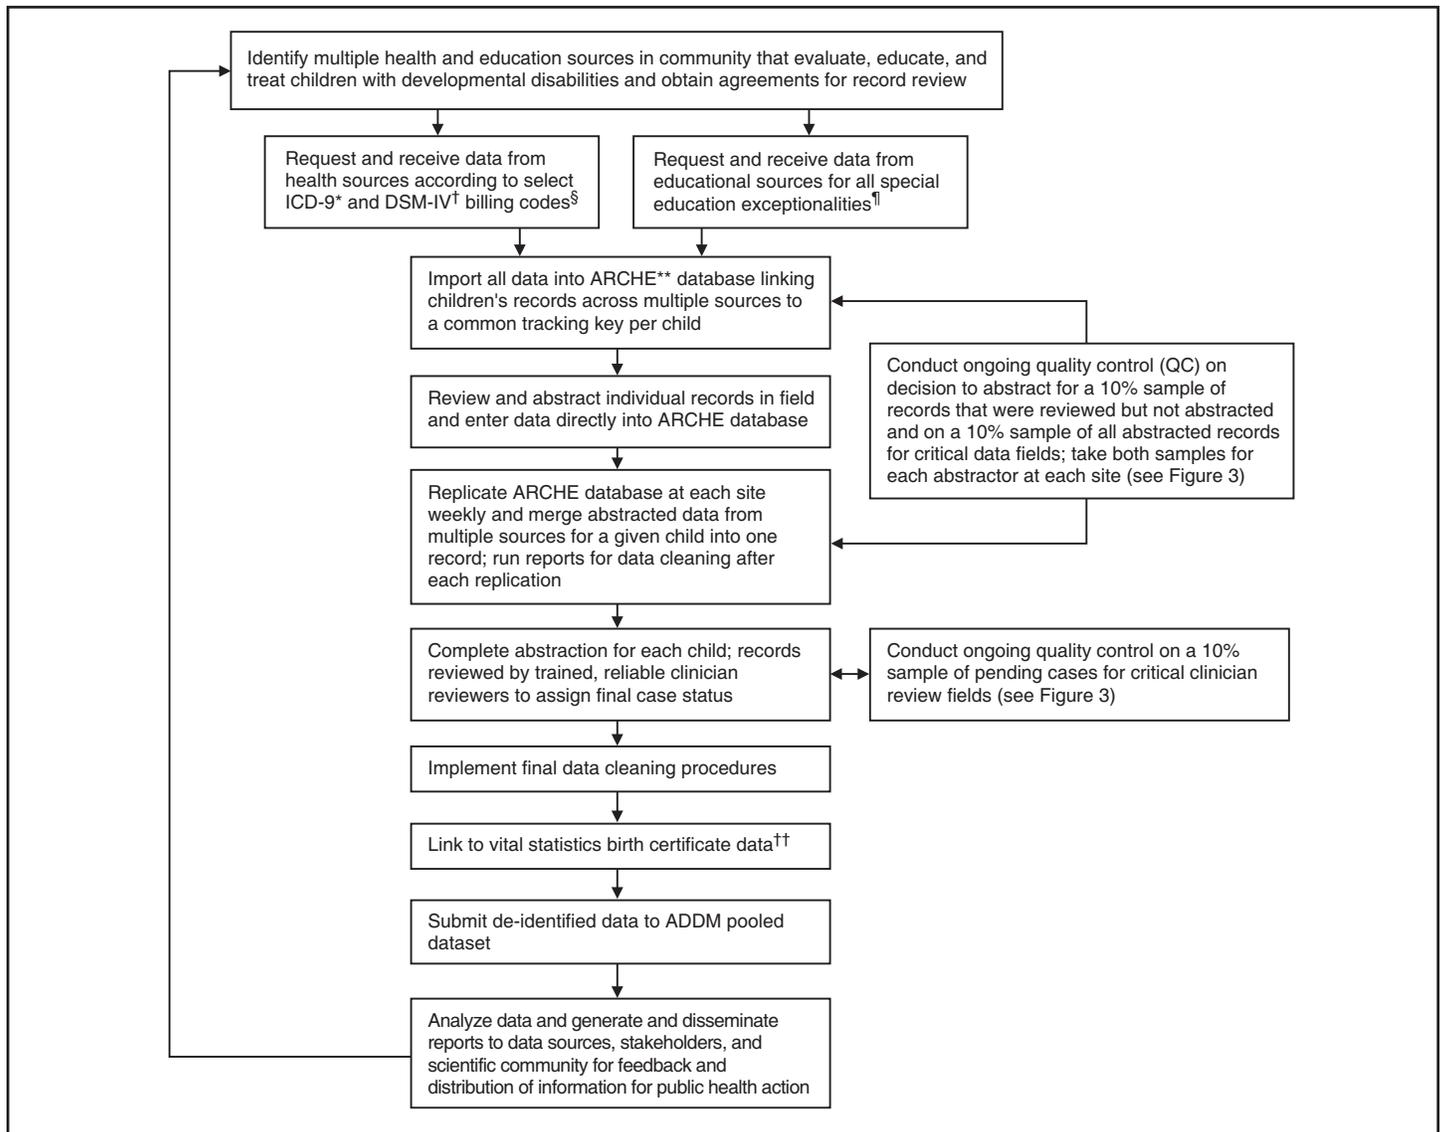 Identify multiple health and education sources in community that evaluate, educate, and
treat children with developmental disabilities and obtain agreements for record review
Request and receive data from
health sources according to select
ICD-9* and DSM-IV† billing codes§
Request and receive data from
educational sources for all special
education exceptionalities¶
Import all data into ARCHE** database linking
children's records across multiple sources to
a common tracking key per child
Review and abstract individual records in field
and enter data directly into ARCHE database
Conduct ongoing quality control (QC) on
decision to abstract for a 10% sample of
records that were reviewed but not abstracted
and on a 10% sample of all abstracted records
for critical data fields; take both samples for
each abstractor at each site (see Figure 3)
Replicate ARCHE database at each site
weekly and merge abstracted data from
multiple sources for a given child into one
record; run reports for data cleaning after
each replication
Complete abstraction for each child; records
reviewed by trained, reliable clinician
reviewers to assign final case status
Conduct ongoing quality control on a 10%
sample of pending cases for critical clinician
review fields (see Figure 3)
Implement final data cleaning procedures
Link to vital statistics birth certificate data††
Submit de-identified data to ADDM pooled
dataset
Analyze data and generate and disseminate
reports to data sources, stakeholders, and
scientific community for feedback and
distribution of information for public health action